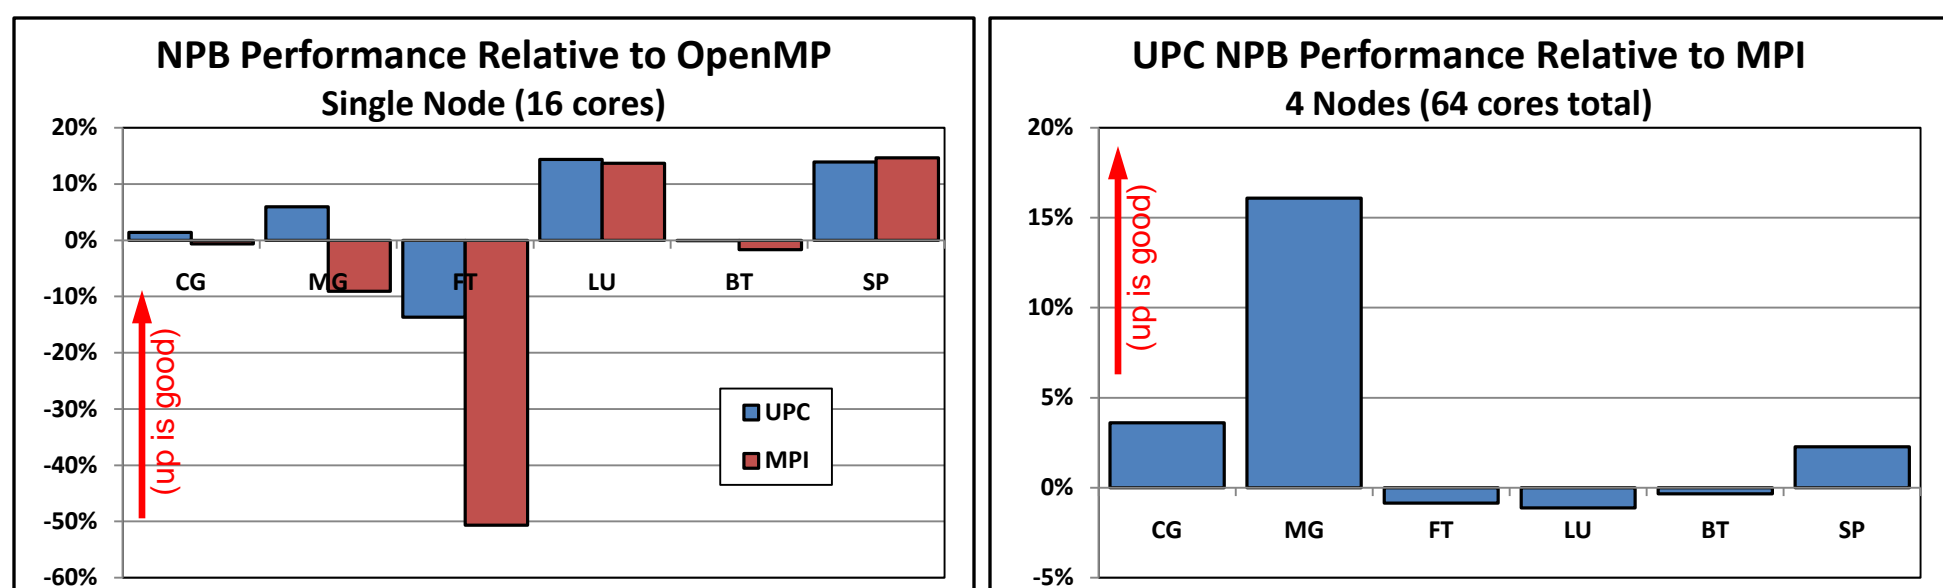 NPB Performance Relative to OpenMP
Single Node (16 cores)
20%
10%
0%
-10%
-20%
-30%
-40%
-50%
-60%
CG MG FT LU BT SP
(up is good)
UPC
MPI
UPC NPB Performance Relative to MPI
4 Nodes (64 cores total)
20%
15%
10%
5%
0%
-5%
(up is good)
CG MG FT LU BT SP